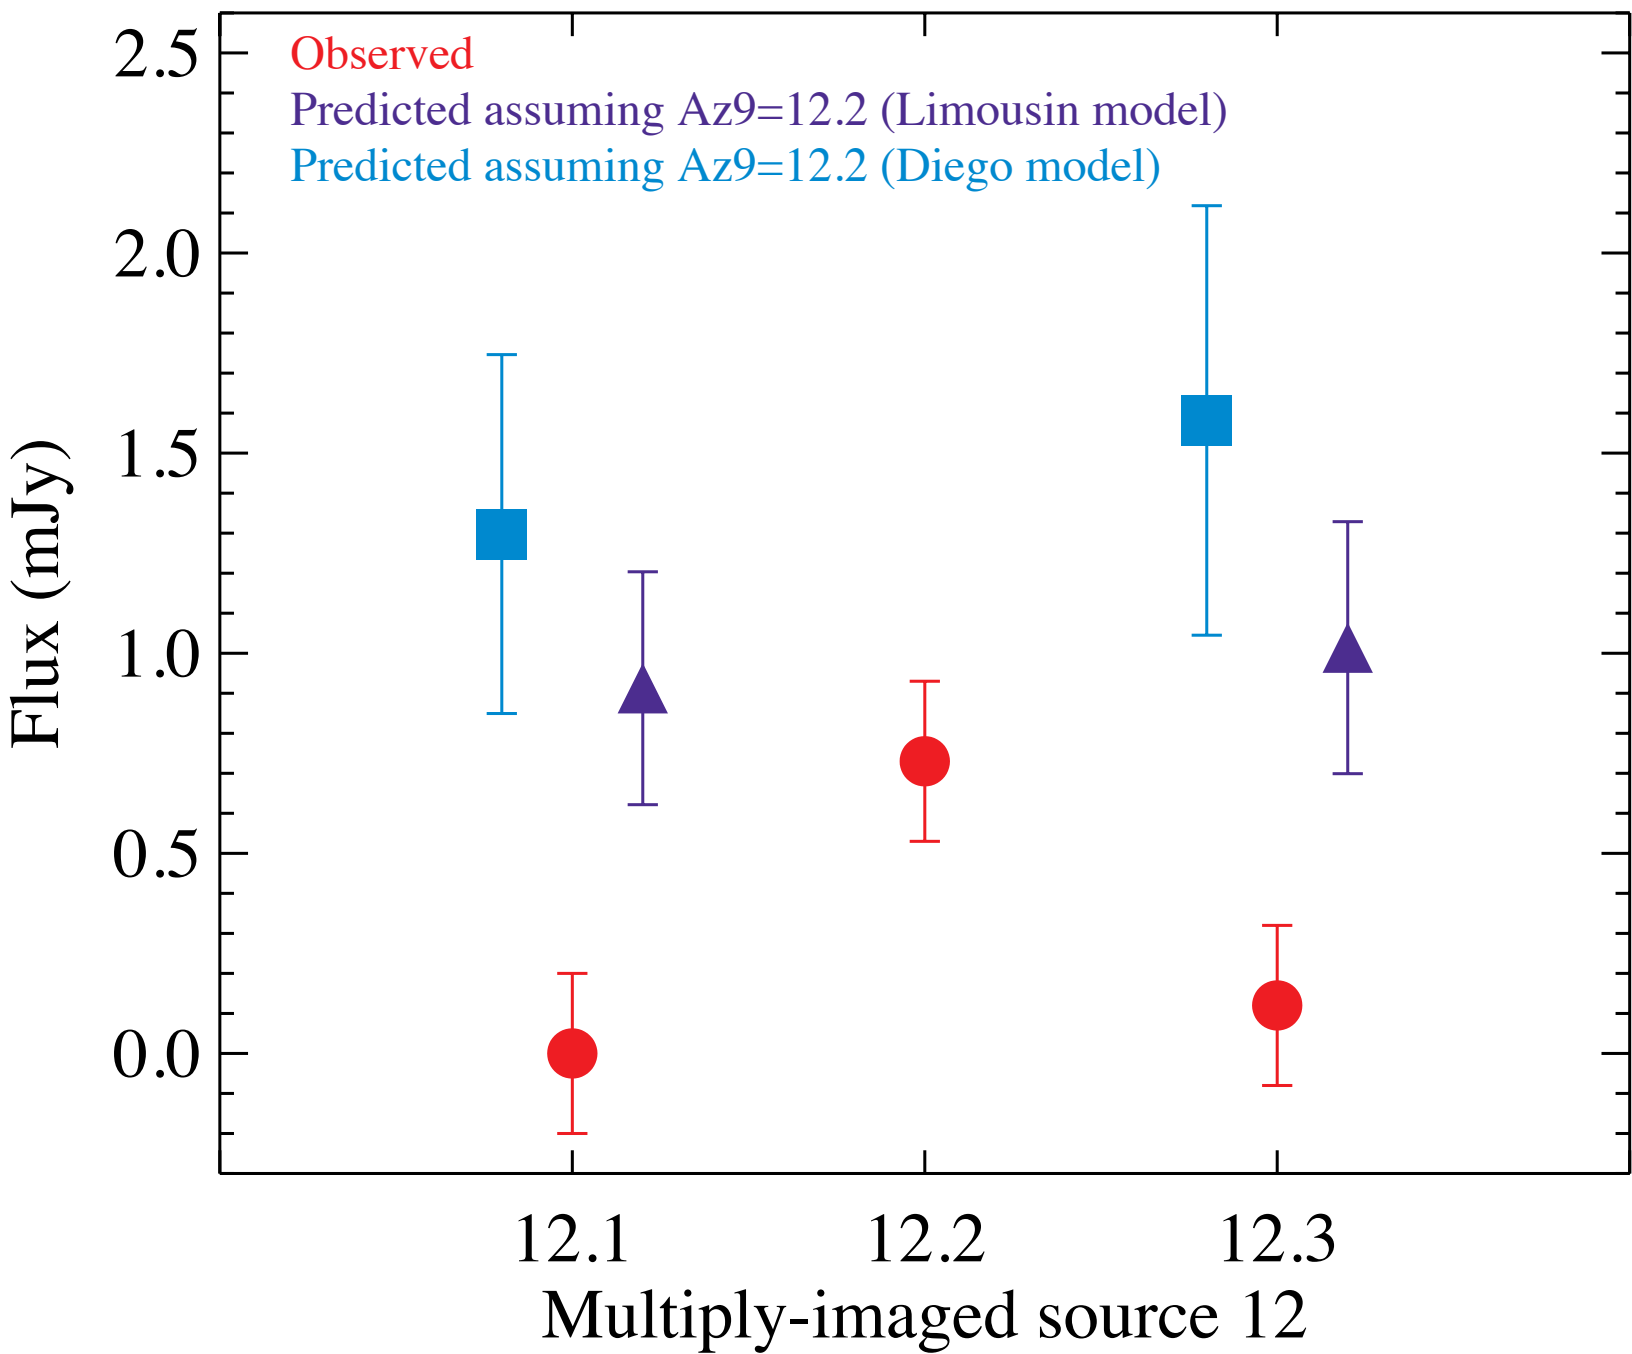 Observed
Predicted assuming Az9=12.2 (Limousin model)
Predicted assuming Az9=12.2 (Diego model)
2.5
2.0
1.5
1.0
0.5
0.0
Flux (mJy)
12.1 12.2 12.3
Multiply-imaged source 12